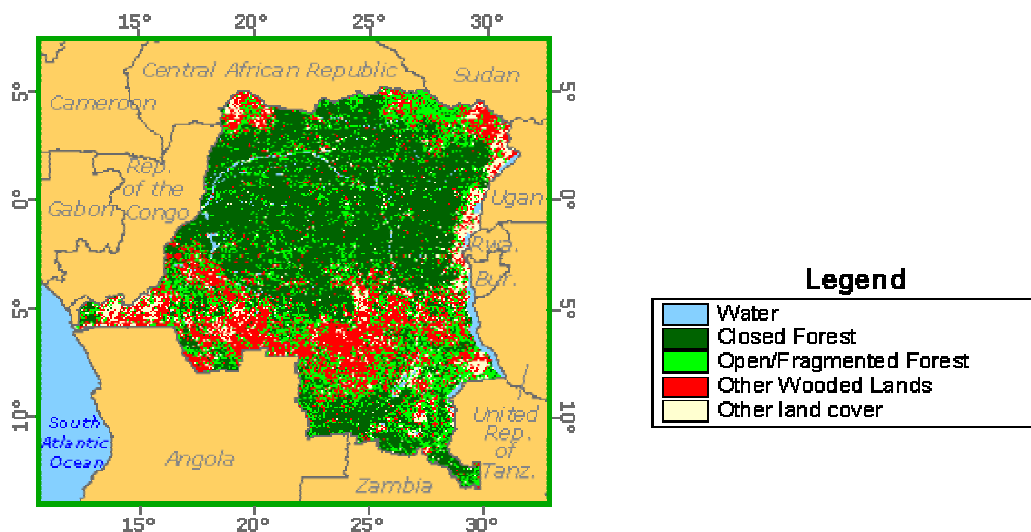 15° 20° 25° 30°
Central African Republic
Sudan
Cameroon
5° 5°
Rep.
of the
Congo
Gabon
Ugan
0° 0°
Rwa.
Bur.
5° 5°
10° 10°
South
Atlantic
Ocean
Angola
Zambia
United
Rep.
of
Tanz.
15° 20° 25° 30°
Legend
Water
Closed Forest
Open/Fragmented Forest
Other Wooded Lands
Other land cover